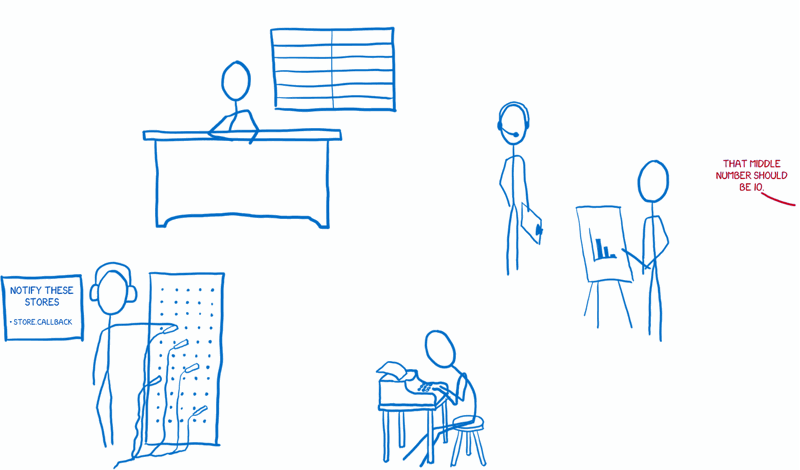 NOTIFY THESE
STORES
• STORE.CALLBACK
THAT MIDDLE
NUMBER SHOULD
BE 10.